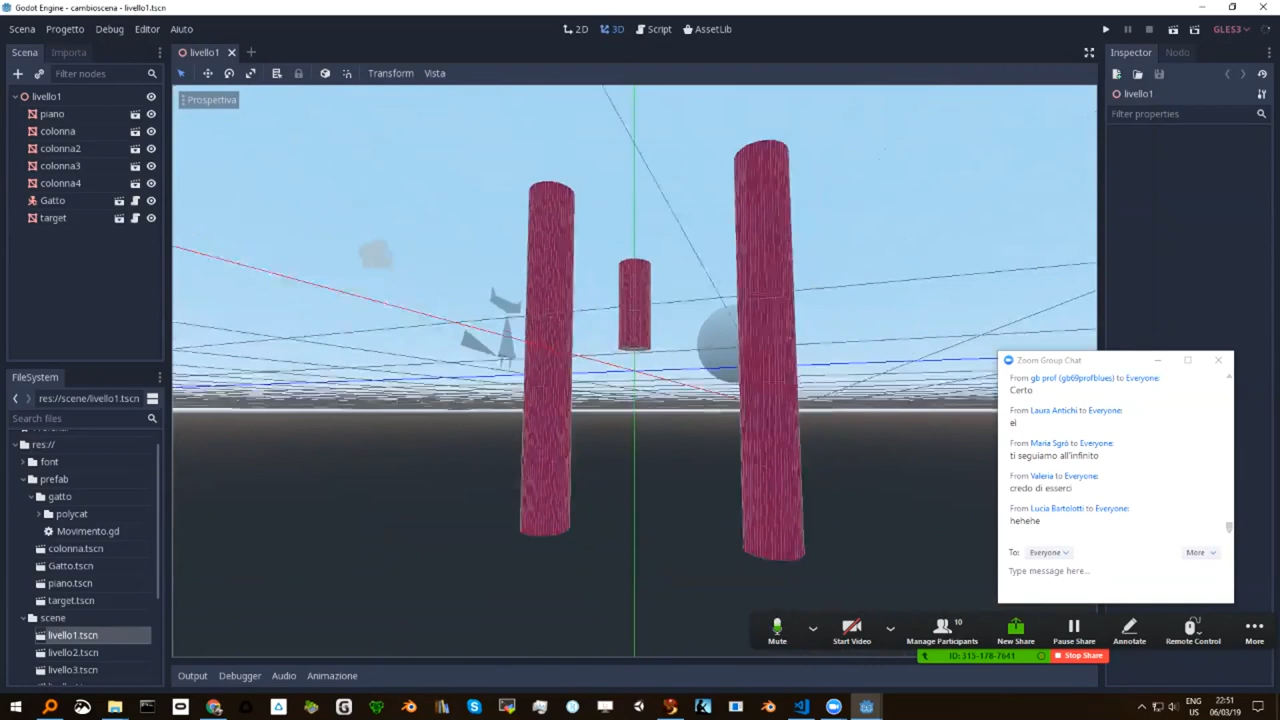 Godot Engine - cambioscena - livello1.tscn
Scena Progetto Debug Editor Aiuto
2D 3D Script AssetLib
GLES3
Scena Importa
Filter nodes
livello1
piano
colonna
colonna2
colonna3
colonna4
Gatto
target
FileSystem
res://scene/livello1.tscn
Search files
res://
font
prefab
gatto
polycat
Movimento.gd
colonna.tscn
Gatto.tscn
piano.tscn
target.tscn
scene
livello1.tscn
livello2.tscn
livello3.tscn
livello1
Transform Vista
Prospettiva
Output Debugger Audio Animazione
Inspector Nodo
livello1
Filter properties
Zoom Group Chat
From gb prof (gb69profblues) to Everyone:
Certo
From Laura Antichi to Everyone:
From Maria Sgrò to Everyone:
ti seguiamo all'infinito
From Valeria to Everyone:
credo di esserci
From Lucia Bartolotti to Everyone:
hehehe
To: Everyone More
Type message here...
10
Mute Start Video Manage Participants New Share Pause Share Annotate Remote Control More
ID: 315-178-7641 Stop Share
ENG
US
22:51
06/03/19